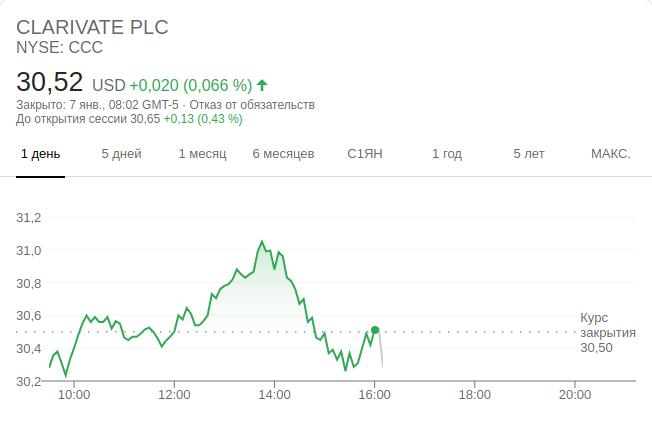 CLARIVATE PLC
NYSE: CCC
30,52 USD +0,020 (0,066 %)
Закрыто: 7 янв., 08:02 GMT-5 · Отказ от обязательств
До открытия сессии 30,65 +0,13 (0,43 %)
1 день 5 дней 1 месяц 6 месяцев С1ЯН 1 год 5 лет МАКС.
31,2
31,0
30,8
30,6
30,4
30,2
Курс
закрытия
30,50
10:00 12:00 14:00 16:00 18:00 20:00